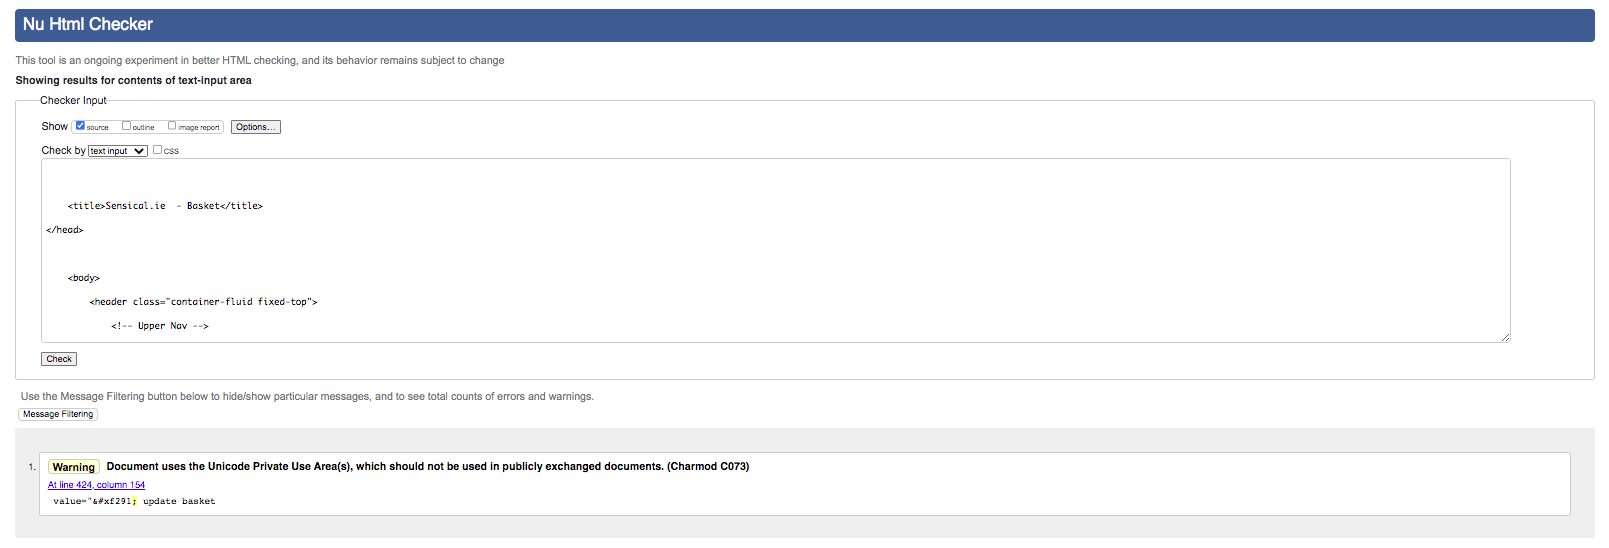 Nu Html Checker
This tool is an ongoing experiment in better HTML checking, and its behavior remains subject to change
Showing results for contents of text-input area
Checker Input
Show source outline image report Options...
Check by text input css
<title>Sensical.ie  - Basket</title>
</head>
<body>
<header class="container-fluid fixed-top">
<!-- Upper Nav -->
Check
Use the Message Filtering button below to hide/show particular messages, and to see total counts of errors and warnings.
Message Filtering
1. Warning Document uses the Unicode Private Use Area(s), which should not be used in publicly exchanged documents. (Charmod C073)
At line 424, column 154
value="&#xf291; update basket